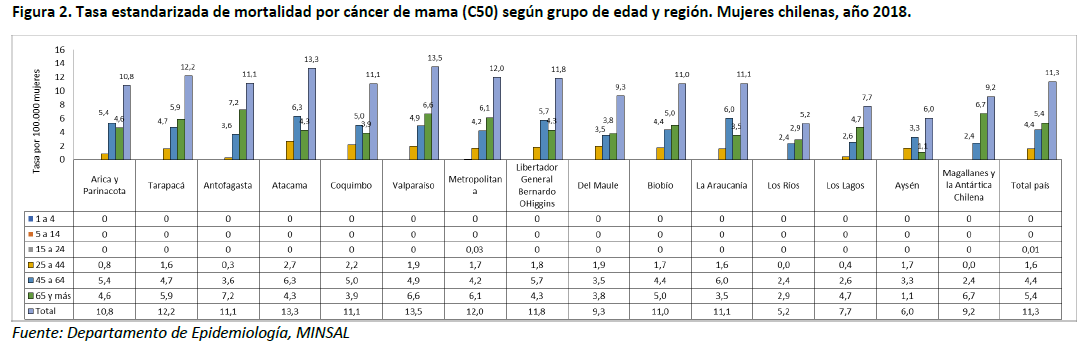 Figura 2. Tasa estandarizada de mortalidad por cáncer de mama (C50) según grupo de edad y región. Mujeres chilenas, año 2018.
Tasa por 100.000 mujeres
16
14
12
10
8
6
4
2
0
5,4 4,6 10,8
4,7 5,9 12,2
3,6 7,2 11,1
6,3 4,3 13,3
5,0 3,9 11,1
4,9 6,6 13,5
4,2 6,1 12,0
5,7 4,3 11,8
3,5 3,8 9,3
4,4 5,0 11,0
6,0 3,5 11,1
2,4 2,9 5,2
2,6 4,7 7,7
3,3 1,1 6,0
2,4 6,7 9,2
4,4 5,4 11,3
Arica y Parinacota Tarapacá Antofagasta Atacama Coquimbo Valparaiso Metropolitana Libertador General Bernardo OHiggins Del Maule Biobío La Araucanía Los Ríos Los Lagos Aysén Magallanes y la Antártica Chilena Total país
1 a 4 0 0 0 0 0 0 0 0 0 0 0 0 0 0 0 0
5 a 14 0 0 0 0 0 0 0 0 0 0 0 0 0 0 0 0
15 a 24 0 0 0 0 0 0 0,03 0 0 0 0 0 0 0 0 0,01
25 a 44 0,8 1,6 0,3 2,7 2,2 1,9 1,7 1,8 1,9 1,7 1,6 0,0 0,4 1,7 0,0 1,6
45 a 64 5,4 4,7 3,6 6,3 5,0 4,9 4,2 5,7 3,5 4,4 6,0 2,4 2,6 3,3 2,4 4,4
65 y más 4,6 5,9 7,2 4,3 3,9 6,6 6,1 4,3 3,8 5,0 3,5 2,9 4,7 1,1 6,7 5,4
Total 10,8 12,2 11,1 13,3 11,1 13,5 12,0 11,8 9,3 11,0 11,1 5,2 7,7 6,0 9,2 11,3
Fuente: Departamento de Epidemiología, MINSAL